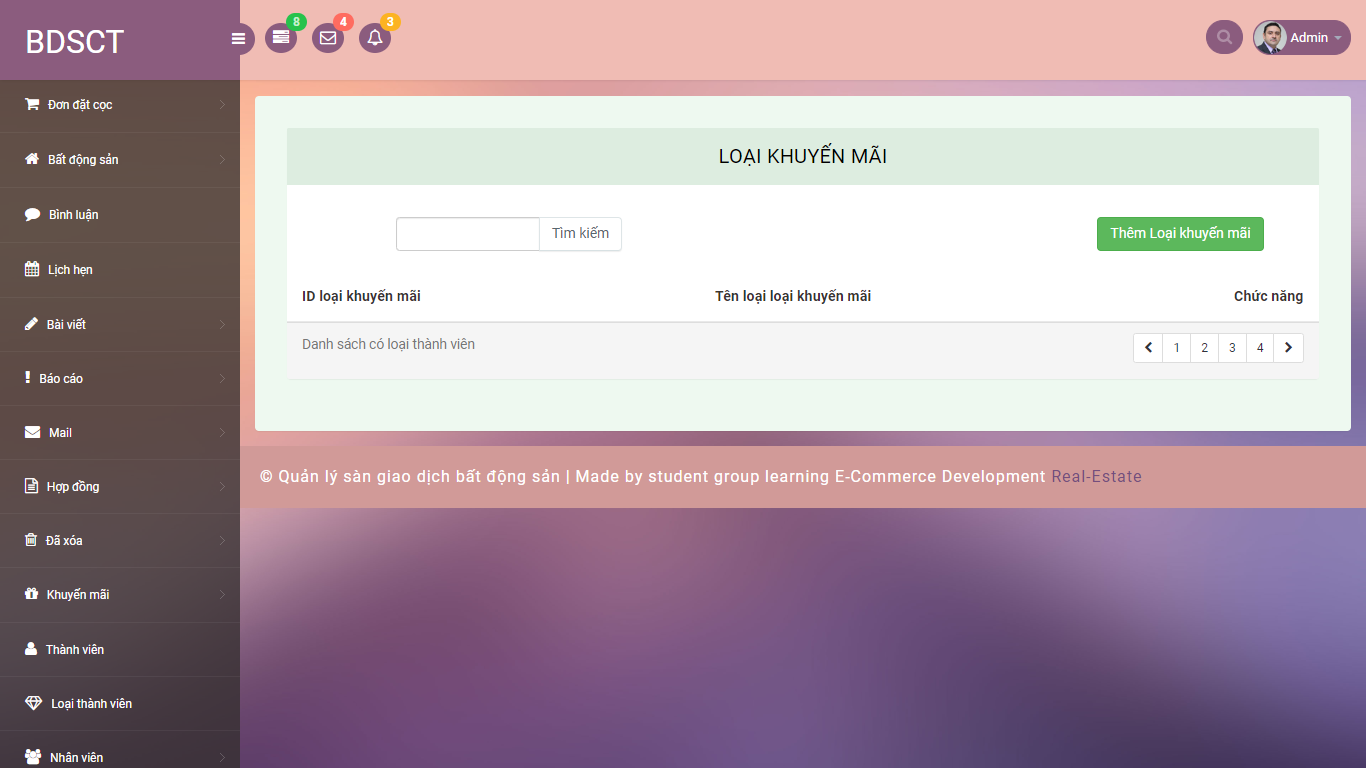 BDSCT
8
4
3
Admin
Đơn đặt cọc
Bất động sản
Bình luận
Lịch hẹn
Bài viết
Báo cáo
Mail
Hợp đồng
Đã xóa
Khuyến mãi
Thành viên
Loại thành viên
Nhân viên
LOẠI KHUYẾN MÃI
Tìm kiếm
Thêm Loại khuyến mãi
ID loại khuyến mãi Tên loại loại khuyến mãi Chức năng
Danh sách có loại thành viên
1 2 3 4
© Quản lý sàn giao dịch bất động sản | Made by student group learning E-Commerce Development Real-Estate